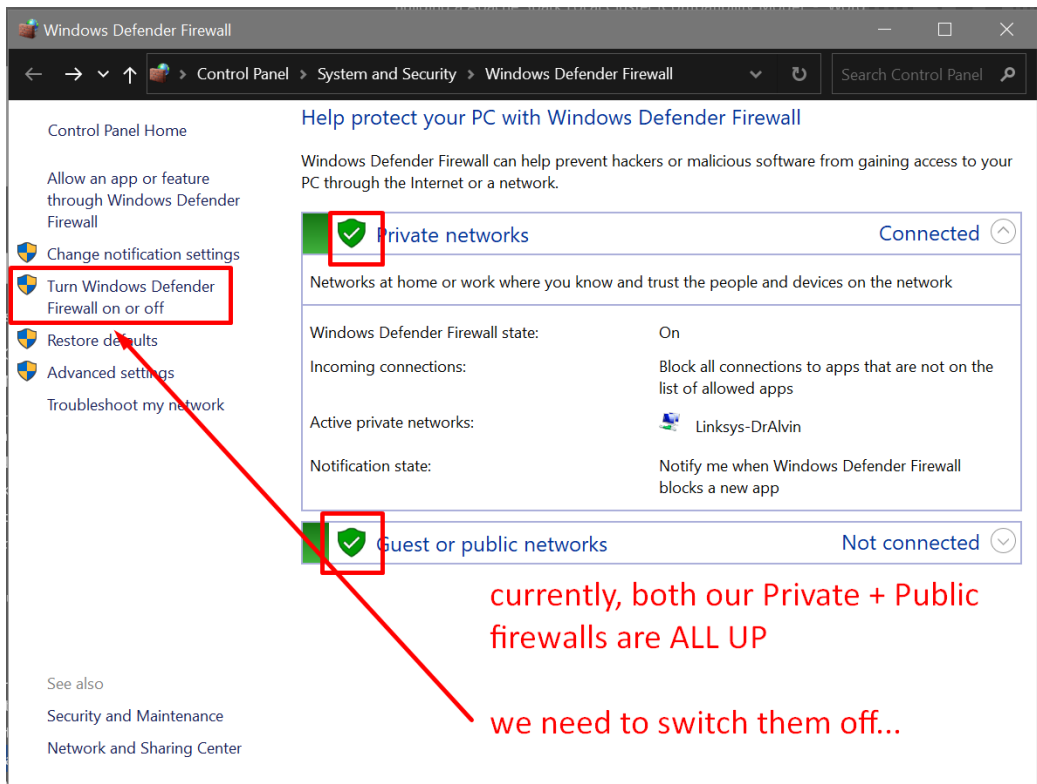 Windows Defender Firewall
Control Panel > System and Security > Windows Defender Firewall
Search Control Panel
Control Panel Home
Allow an app or feature
through Windows Defender
Firewall
Change notification settings
Turn Windows Defender
Firewall on or off
Restore defaults
Advanced settings
Troubleshoot my network
See also
Security and Maintenance
Network and Sharing Center
Help protect your PC with Windows Defender Firewall
Windows Defender Firewall can help prevent hackers or malicious software from gaining access to your
PC through the Internet or a network.
Private networks Connected
Networks at home or work where you know and trust the people and devices on the network
Windows Defender Firewall state: On
Incoming connections: Block all connections to apps that are not on the
list of allowed apps
Active private networks: Linksys-DrAlvin
Notification state: Notify me when Windows Defender Firewall
blocks a new app
Guest or public networks Not connected
currently, both our Private + Public
firewalls are ALL UP
we need to switch them off...